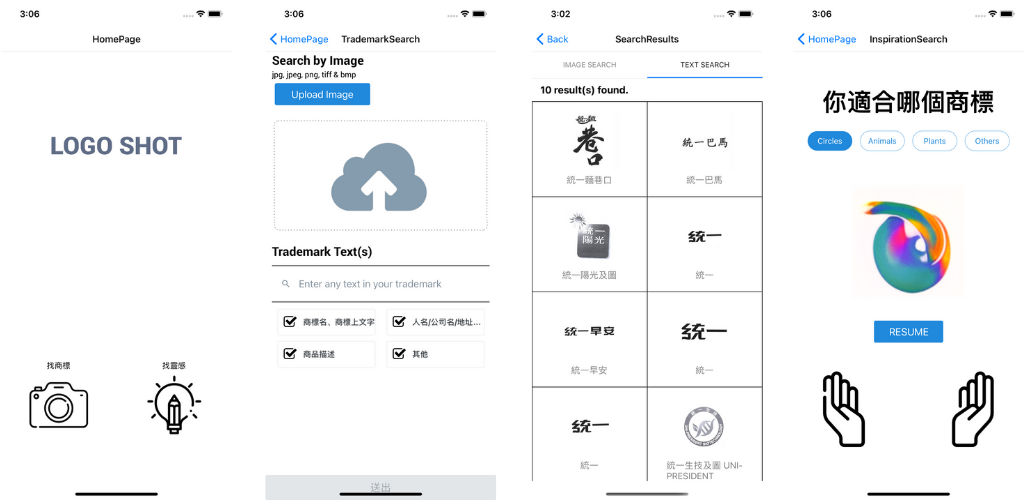 3:06
HomePage
LOGO SHOT
找商標
找靈感
3:06
HomePage
TrademarkSearch
Search by Image
jpg, jpeg, png, tiff & bmp
Upload Image
Trademark Text(s)
Enter any text in your trademark
商標名、商標上文字
人名/公司名/地址...
商品描述
其他
送出
3:02
Back
SearchResults
IMAGE SEARCH
TEXT SEARCH
10 result(s) found.
巷口
統一麵巷口
統一巴馬
統一巴馬
統一
陽光
統一陽光及圖
統一
統一
統一早安
統一早安
統一
統一
統一
統一
統一生技及圖 UNI-
PRESIDENT
3:06
HomePage
InspirationSearch
你適合哪個商標
Circles
Animals
Plants
Others
RESUME